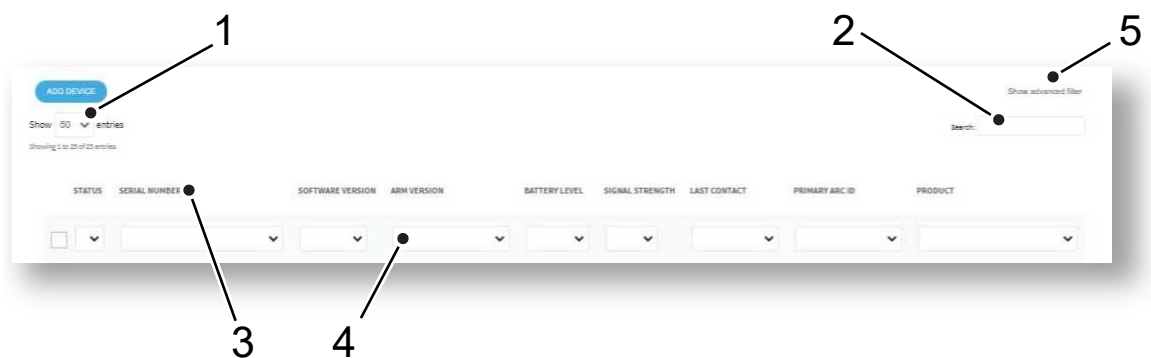 1
2
5
ADD DEVICE
Show advanced filter
Show 50 entries
Search:
Showing 1 to 25 of 25 entries
STATUS SERIAL NUMBER SOFTWARE VERSION ARM VERSION BATTERY LEVEL SIGNAL STRENGTH LAST CONTACT PRIMARY ARC ID PRODUCT
3
4